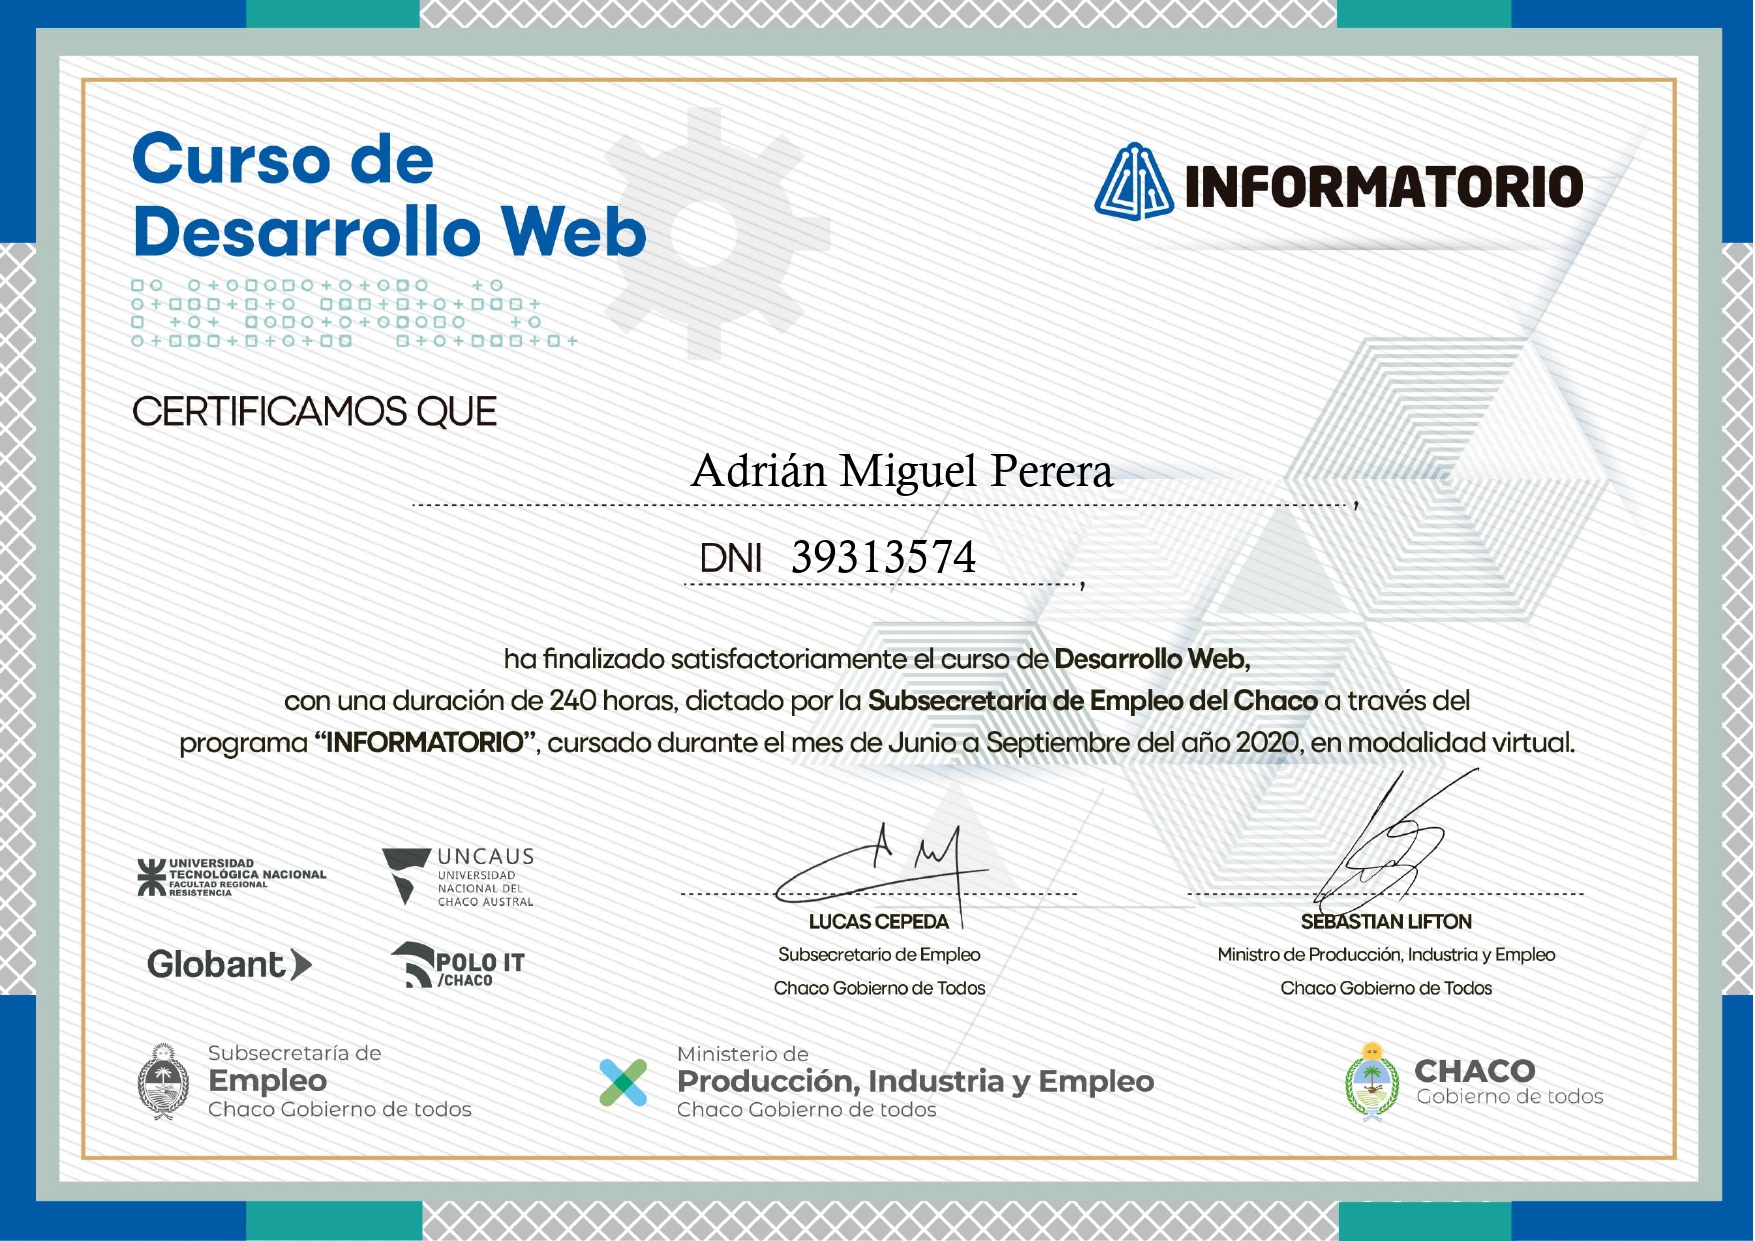 Curso de
Desarrollo Web
INFORMATORIO
CERTIFICAMOS QUE
Adrián Miguel Perera,
DNI 39313574,
ha finalizado satisfactoriamente el curso de Desarrollo Web,
con una duración de 240 horas, dictado por la Subsecretaría de Empleo del Chaco a través del
programa “INFORMATORIO”, cursado durante el mes de Junio a Septiembre del año 2020, en modalidad virtual.
UNIVERSIDAD
TECNOLÓGICA NACIONAL
FACULTAD REGIONAL
RESISTENCIA
UNCAUS
UNIVERSIDAD
NACIONAL DEL
CHACO AUSTRAL
Globant
POLO IT
/CHACO
LUCAS CEPEDA
Subsecretario de Empleo
Chaco Gobierno de Todos
SEBASTIAN LIFTON
Ministro de Producción, Industria y Empleo
Chaco Gobierno de Todos
Subsecretaría de
Empleo
Chaco Gobierno de todos
Ministerio de
Producción, Industria y Empleo
Chaco Gobierno de todos
CHACO
Gobierno de todos